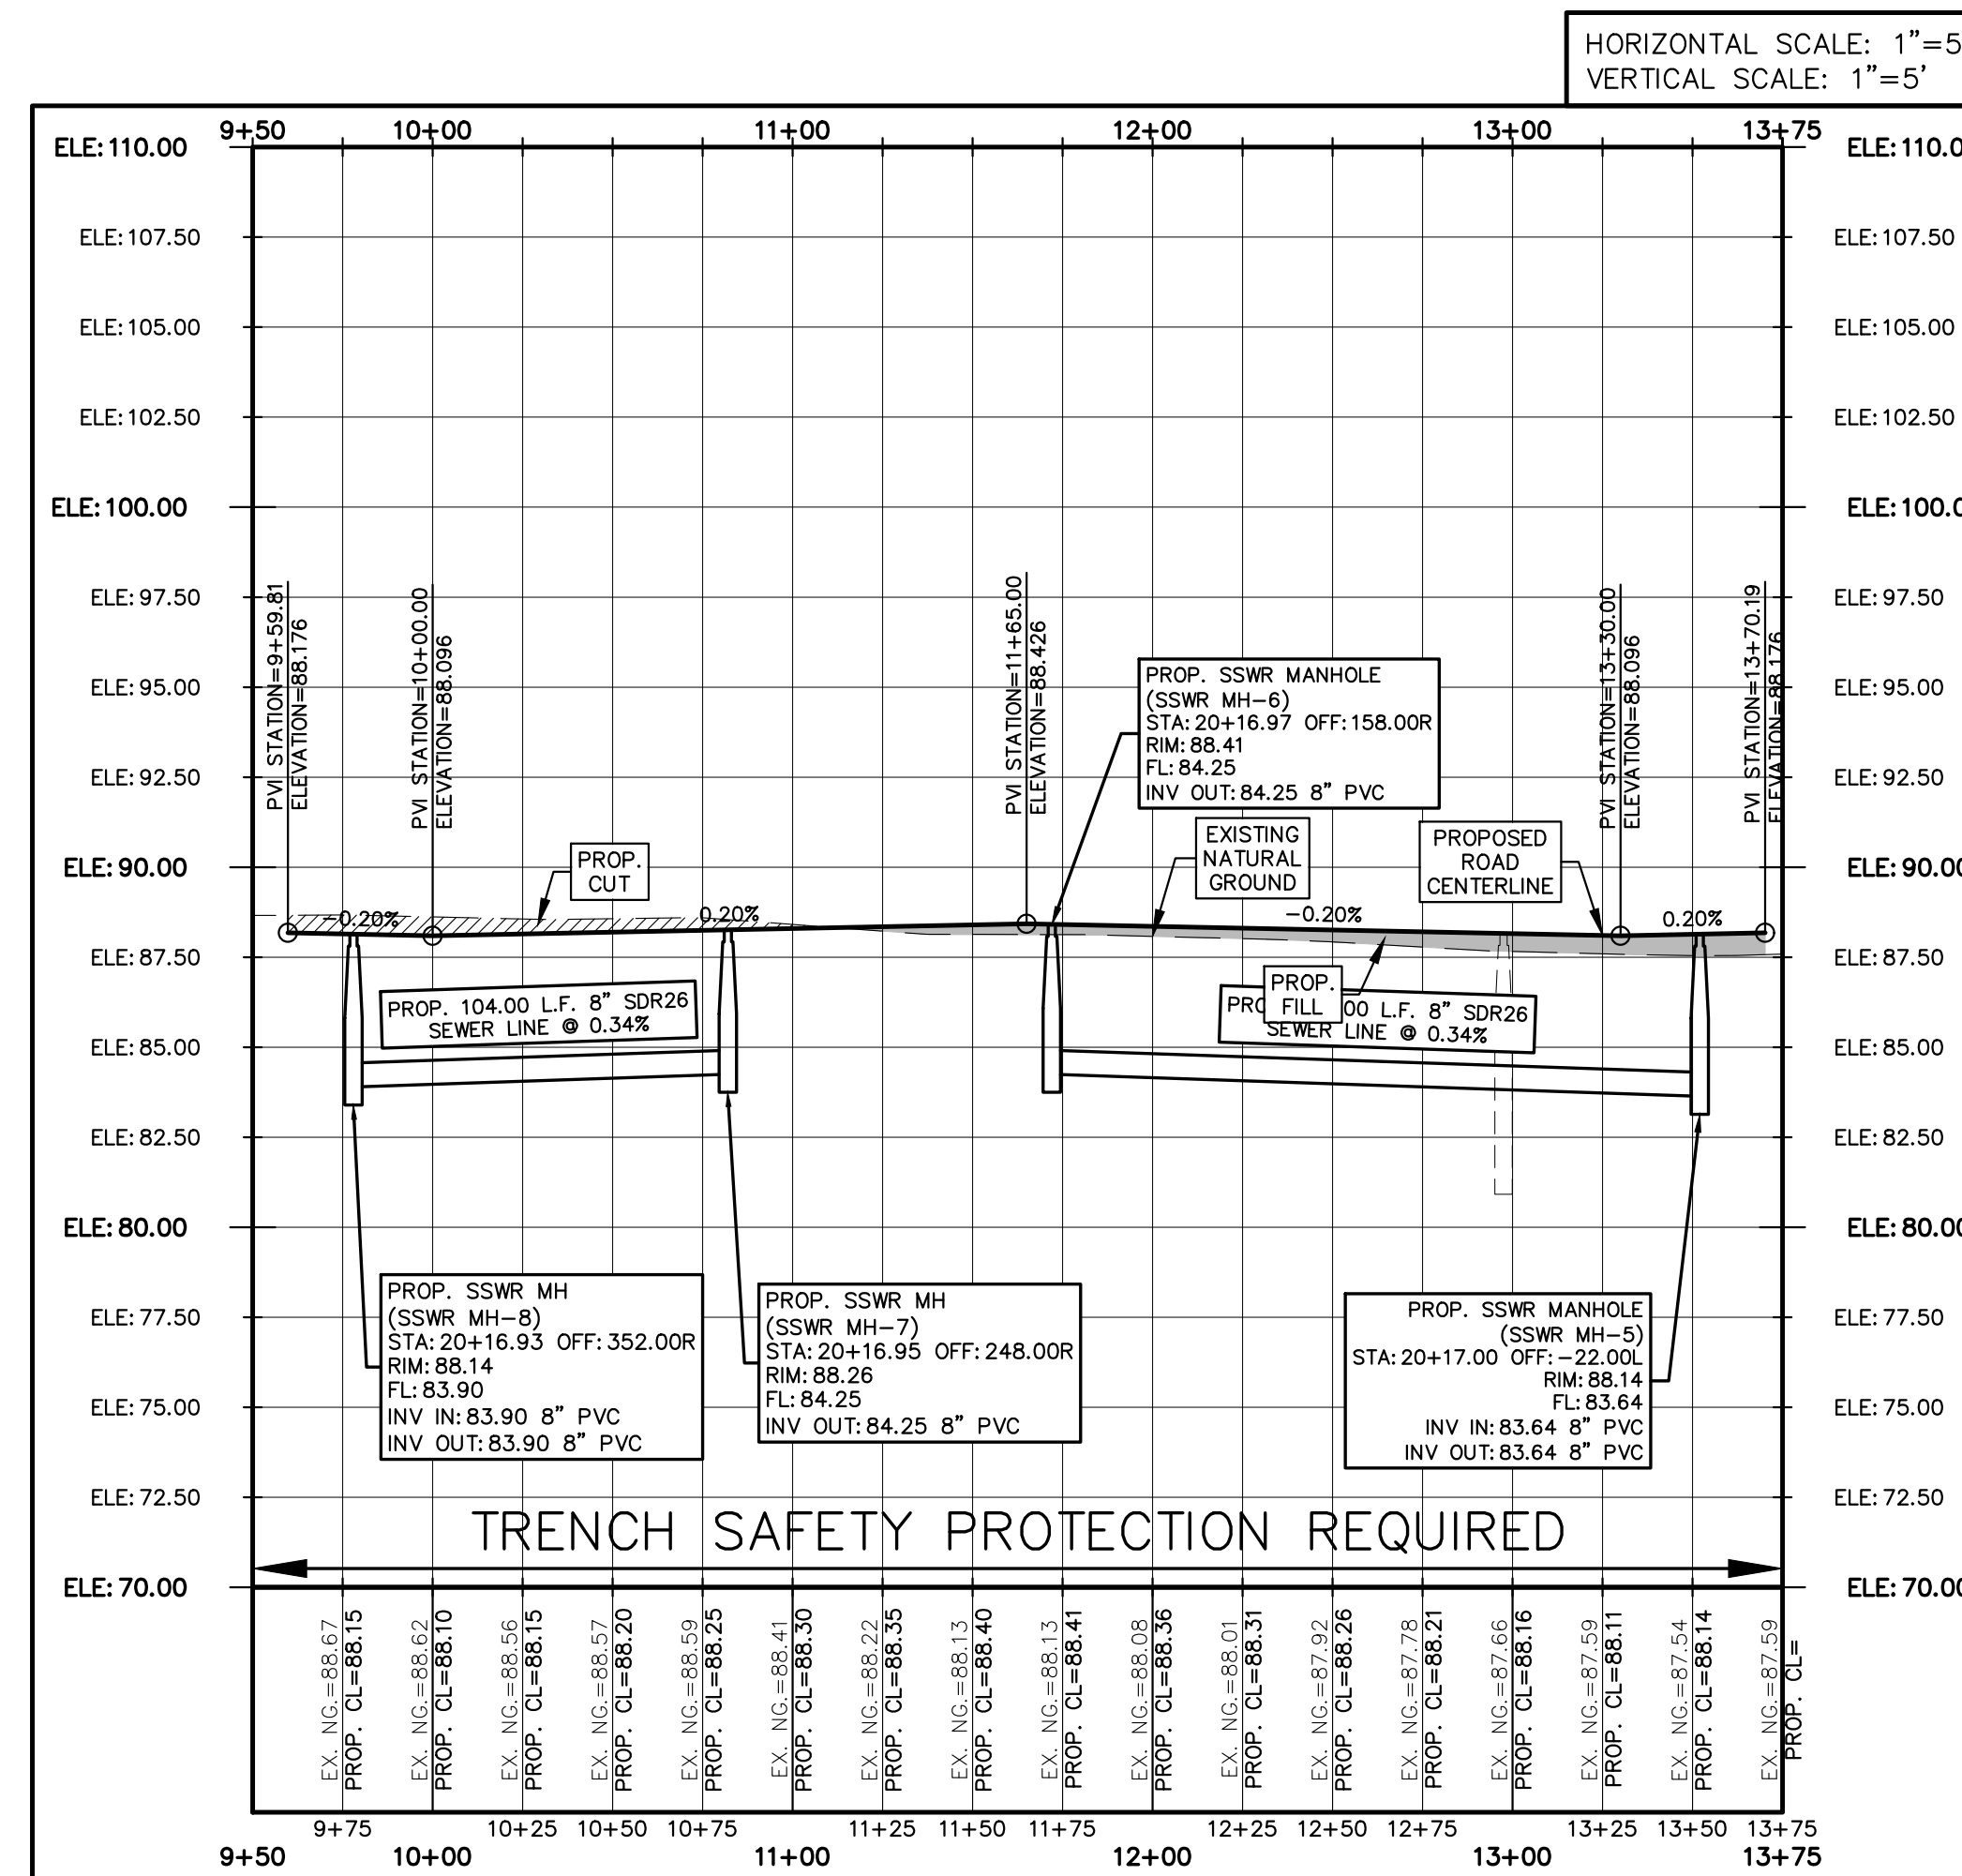 HORIZONTAL SCALE: 1"=5
VERTICAL SCALE: 1"=5'
9+50 10+00 11+00 12+00 13+00 13+75
ELE: 110.00 ELE: 110.0
ELE: 107.50 ELE: 107.50
ELE: 105.00 ELE: 105.00
ELE: 102.50 ELE: 102.50
ELE: 100.00 ELE: 100.0
ELE: 97.50 ELE: 97.50
ELE: 95.00 ELE: 95.00
ELE: 92.50 ELE: 92.50
ELE: 90.00 ELE: 90.00
ELE: 87.50 ELE: 87.50
ELE: 85.00 ELE: 85.00
ELE: 82.50 ELE: 82.50
ELE: 80.00 ELE: 80.00
ELE: 77.50 ELE: 77.50
ELE: 75.00 ELE: 75.00
ELE: 72.50 ELE: 72.50
ELE: 70.00 ELE: 70.00
PVI STATION=9+59.81
ELEVATION=88.176
PVI STATION=10+00.00
ELEVATION=88.096
PVI STATION=11+65.00
ELEVATION=88.426
PVI STATION=13+30.00
ELEVATION=88.096
PVI STATION=13+70.19
ELEVATION=88.176
PROP. SSWR MANHOLE
(SSWR MH-6)
STA: 20+16.97 OFF: 158.00R
RIM: 88.41
FL: 84.25
INV OUT: 84.25 8" PVC
PROP.
CUT
EXISTING
NATURAL
GROUND
PROPOSED
ROAD
CENTERLINE
-0.20% 0.20% -0.20% 0.20%
PROP. 104.00 L.F. 8" SDR26
SEWER LINE @ 0.34%
PROP.
FILL
00 L.F. 8" SDR26
SEWER LINE @ 0.34%
PROP. SSWR MH
(SSWR MH-8)
STA: 20+16.93 OFF: 352.00R
RIM: 88.14
FL: 83.90
INV IN: 83.90 8" PVC
INV OUT: 83.90 8" PVC
PROP. SSWR MH
(SSWR MH-7)
STA: 20+16.95 OFF: 248.00R
RIM: 88.26
FL: 84.25
INV OUT: 84.25 8" PVC
PROP. SSWR MANHOLE
(SSWR MH-5)
STA: 20+17.00 OFF: -22.00L
RIM: 88.14
FL: 83.64
INV IN: 83.64 8" PVC
INV OUT: 83.64 8" PVC
TRENCH SAFETY PROTECTION REQUIRED
EX. NG.=88.67
PROP. CL=88.15
EX. NG.=88.62
PROP. CL=88.10
EX. NG.=88.56
PROP. CL=88.15
EX. NG.=88.57
PROP. CL=88.20
EX. NG.=88.59
PROP. CL=88.25
EX. NG.=88.41
PROP. CL=88.30
EX. NG.=88.22
PROP. CL=88.35
EX. NG.=88.13
PROP. CL=88.40
EX. NG.=88.13
PROP. CL=88.41
EX. NG.=88.08
PROP. CL=88.36
EX. NG.=88.01
PROP. CL=88.31
EX. NG.=87.92
PROP. CL=88.26
EX. NG.=87.78
PROP. CL=88.21
EX. NG.=87.66
PROP. CL=88.16
EX. NG.=87.59
PROP. CL=88.11
EX. NG.=87.54
PROP. CL=88.14
EX. NG.=87.59
PROP. CL=
9+75 10+25 10+50 10+75 11+25 11+50 11+75 12+25 12+50 12+75 13+25 13+50 13+75
9+50 10+00 11+00 12+00 13+00 13+75